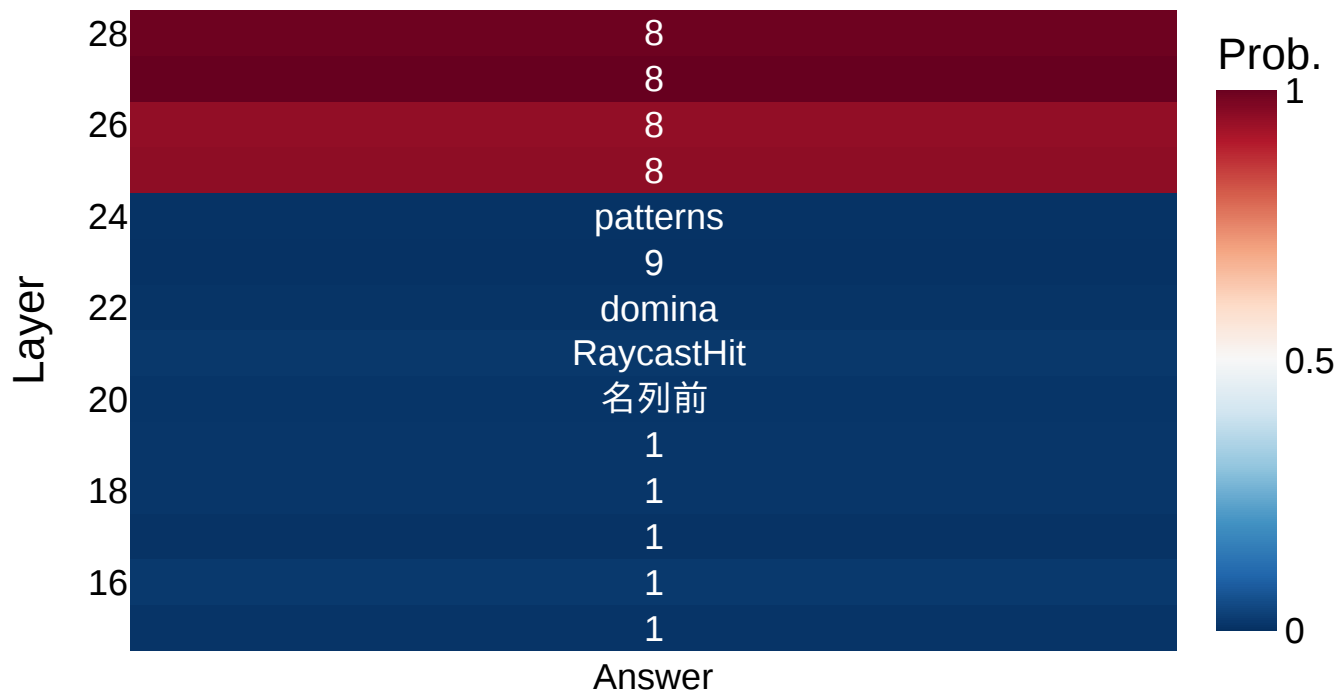 Prob.
28 8
8
26 8
8
24 patterns
9
22 domina
RaycastHit
20 名列前
1
18 1
1
16 1
1
Layer
Answer
1
0.5
0